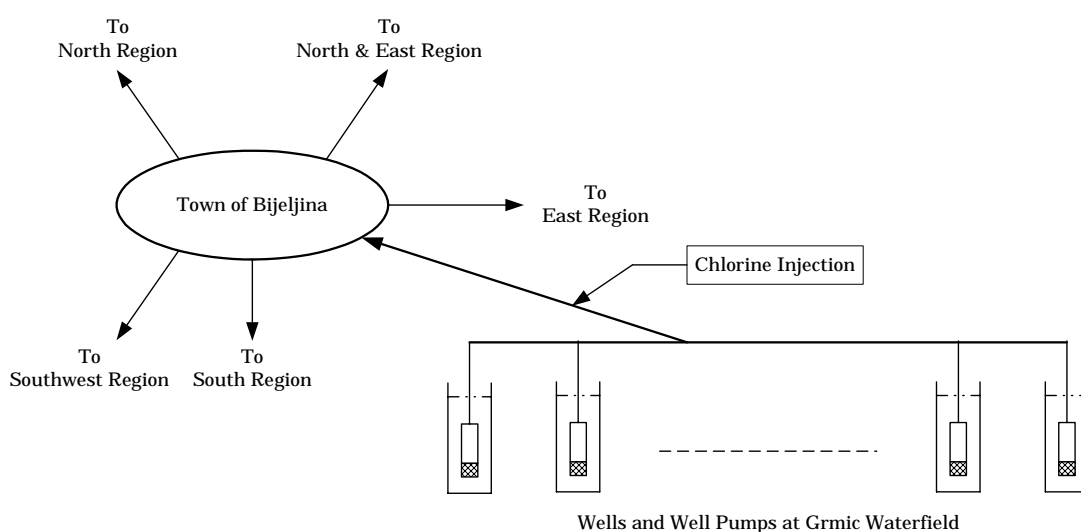 To
North Region
To
North & East Region
Town of Bijeljina
To
East Region
Chlorine Injection
To
Southwest Region
To
South Region
Wells and Well Pumps at Grmic Waterfield